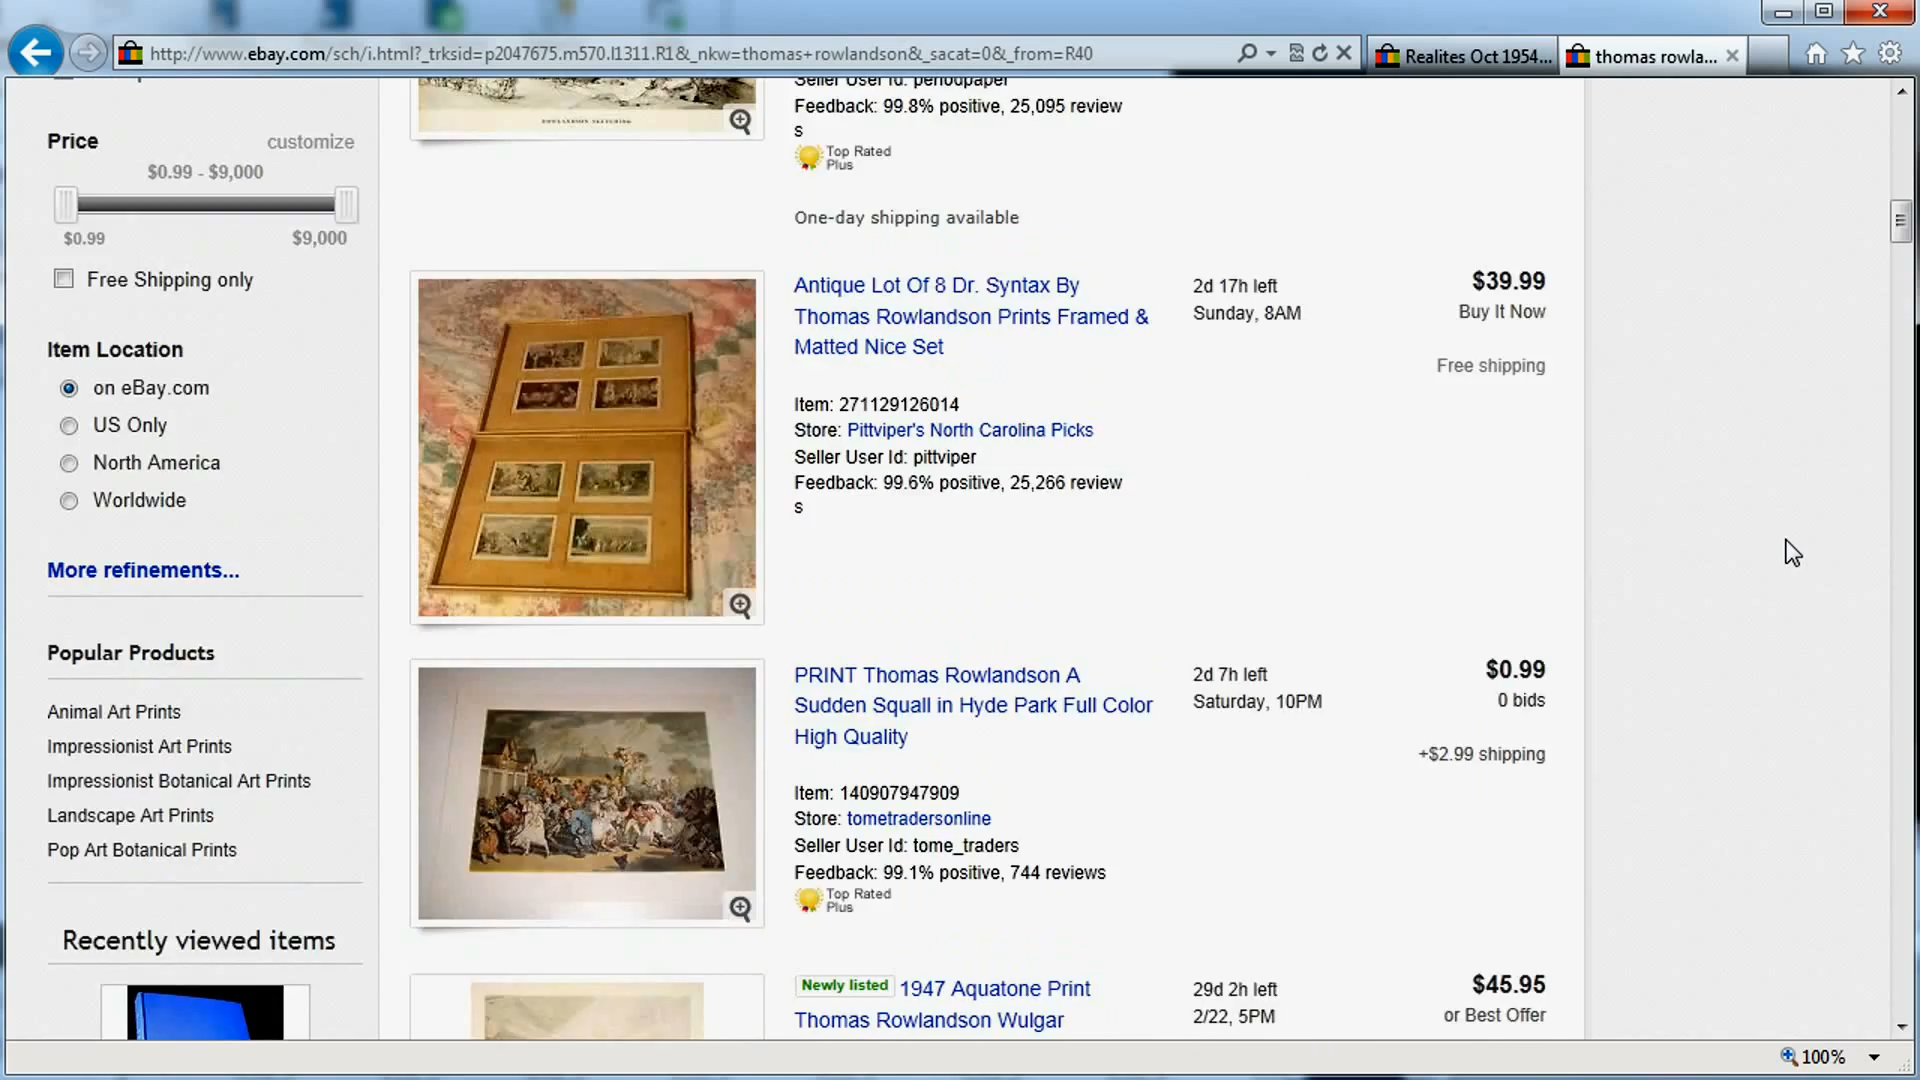 http://www.ebay.com/sch/i.html?_trksid=p2047675.m570.l1311.R1&_nkw=thomas+rowlandson&_sacat=0&_from=R40
Realites Oct 1954...
thomas rowla...
Price
customize
$0.99 - $9,000
$0.99
$9,000
Free Shipping only
Item Location
on eBay.com
US Only
North America
Worldwide
More refinements...
Popular Products
Animal Art Prints
Impressionist Art Prints
Impressionist Botanical Art Prints
Landscape Art Prints
Pop Art Botanical Prints
Recently viewed items
ROWLANDSON SKETCHING
Seller User Id: periodpaper
Feedback: 99.8% positive, 25,095 review
s
Top Rated
Plus
One-day shipping available
Antique Lot Of 8 Dr. Syntax By
Thomas Rowlandson Prints Framed &
Matted Nice Set
2d 17h left
Sunday, 8AM
$39.99
Buy It Now
Free shipping
Item: 271129126014
Store: Pittviper's North Carolina Picks
Seller User Id: pittviper
Feedback: 99.6% positive, 25,266 review
s
PRINT Thomas Rowlandson A
Sudden Squall in Hyde Park Full Color
High Quality
2d 7h left
Saturday, 10PM
$0.99
0 bids
+$2.99 shipping
Item: 140907947909
Store: tometradersonline
Seller User Id: tome_traders
Feedback: 99.1% positive, 744 reviews
Top Rated
Plus
Newly listed 1947 Aquatone Print
Thomas Rowlandson Wulgar
29d 2h left
2/22, 5PM
$45.95
or Best Offer
100%